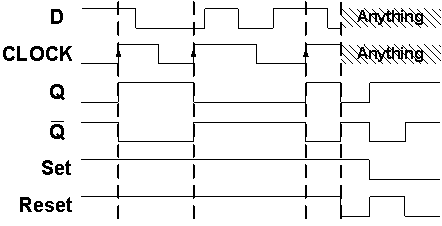 D Anything
CLOCK Anything
Q
Q̅
Set
Reset